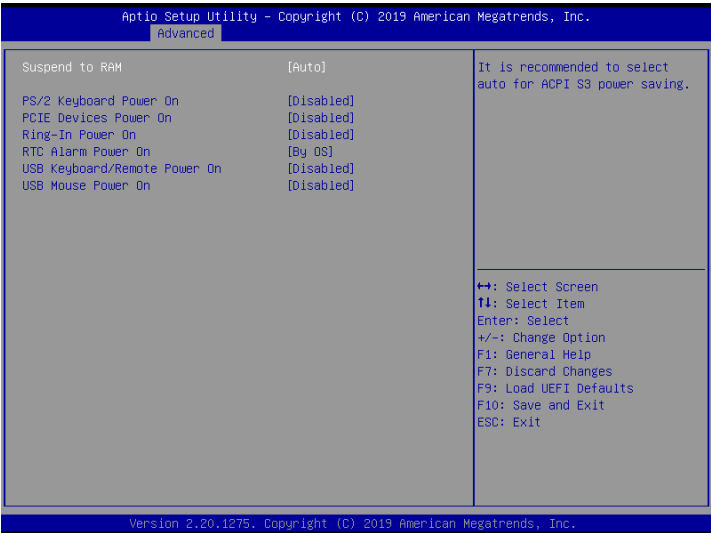 Aptio Setup Utility – Copyright (C) 2019 American Megatrends, Inc.
Advanced
Suspend to RAM [Auto]
PS/2 Keyboard Power On [Disabled]
PCIE Devices Power On [Disabled]
Ring-In Power On [Disabled]
RTC Alarm Power On [By OS]
USB Keyboard/Remote Power On [Disabled]
USB Mouse Power On [Disabled]
It is recommended to select
auto for ACPI S3 power saving.
↔: Select Screen
↑↓: Select Item
Enter: Select
+/-: Change Option
F1: General Help
F7: Discard Changes
F9: Load UEFI Defaults
F10: Save and Exit
ESC: Exit
Version 2.20.1275. Copyright (C) 2019 American Megatrends, Inc.